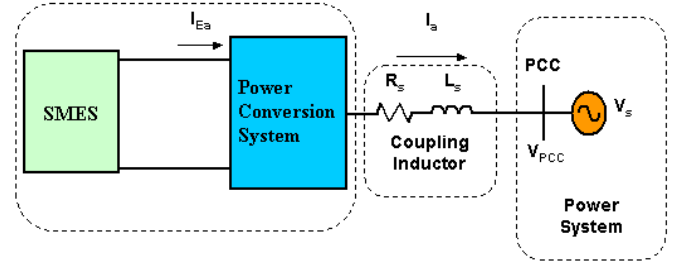 I_Ea
I_a
SMES
Power
Conversion
System
R_s
L_s
Coupling
Inductor
PCC
V_s
V_PCC
Power
System